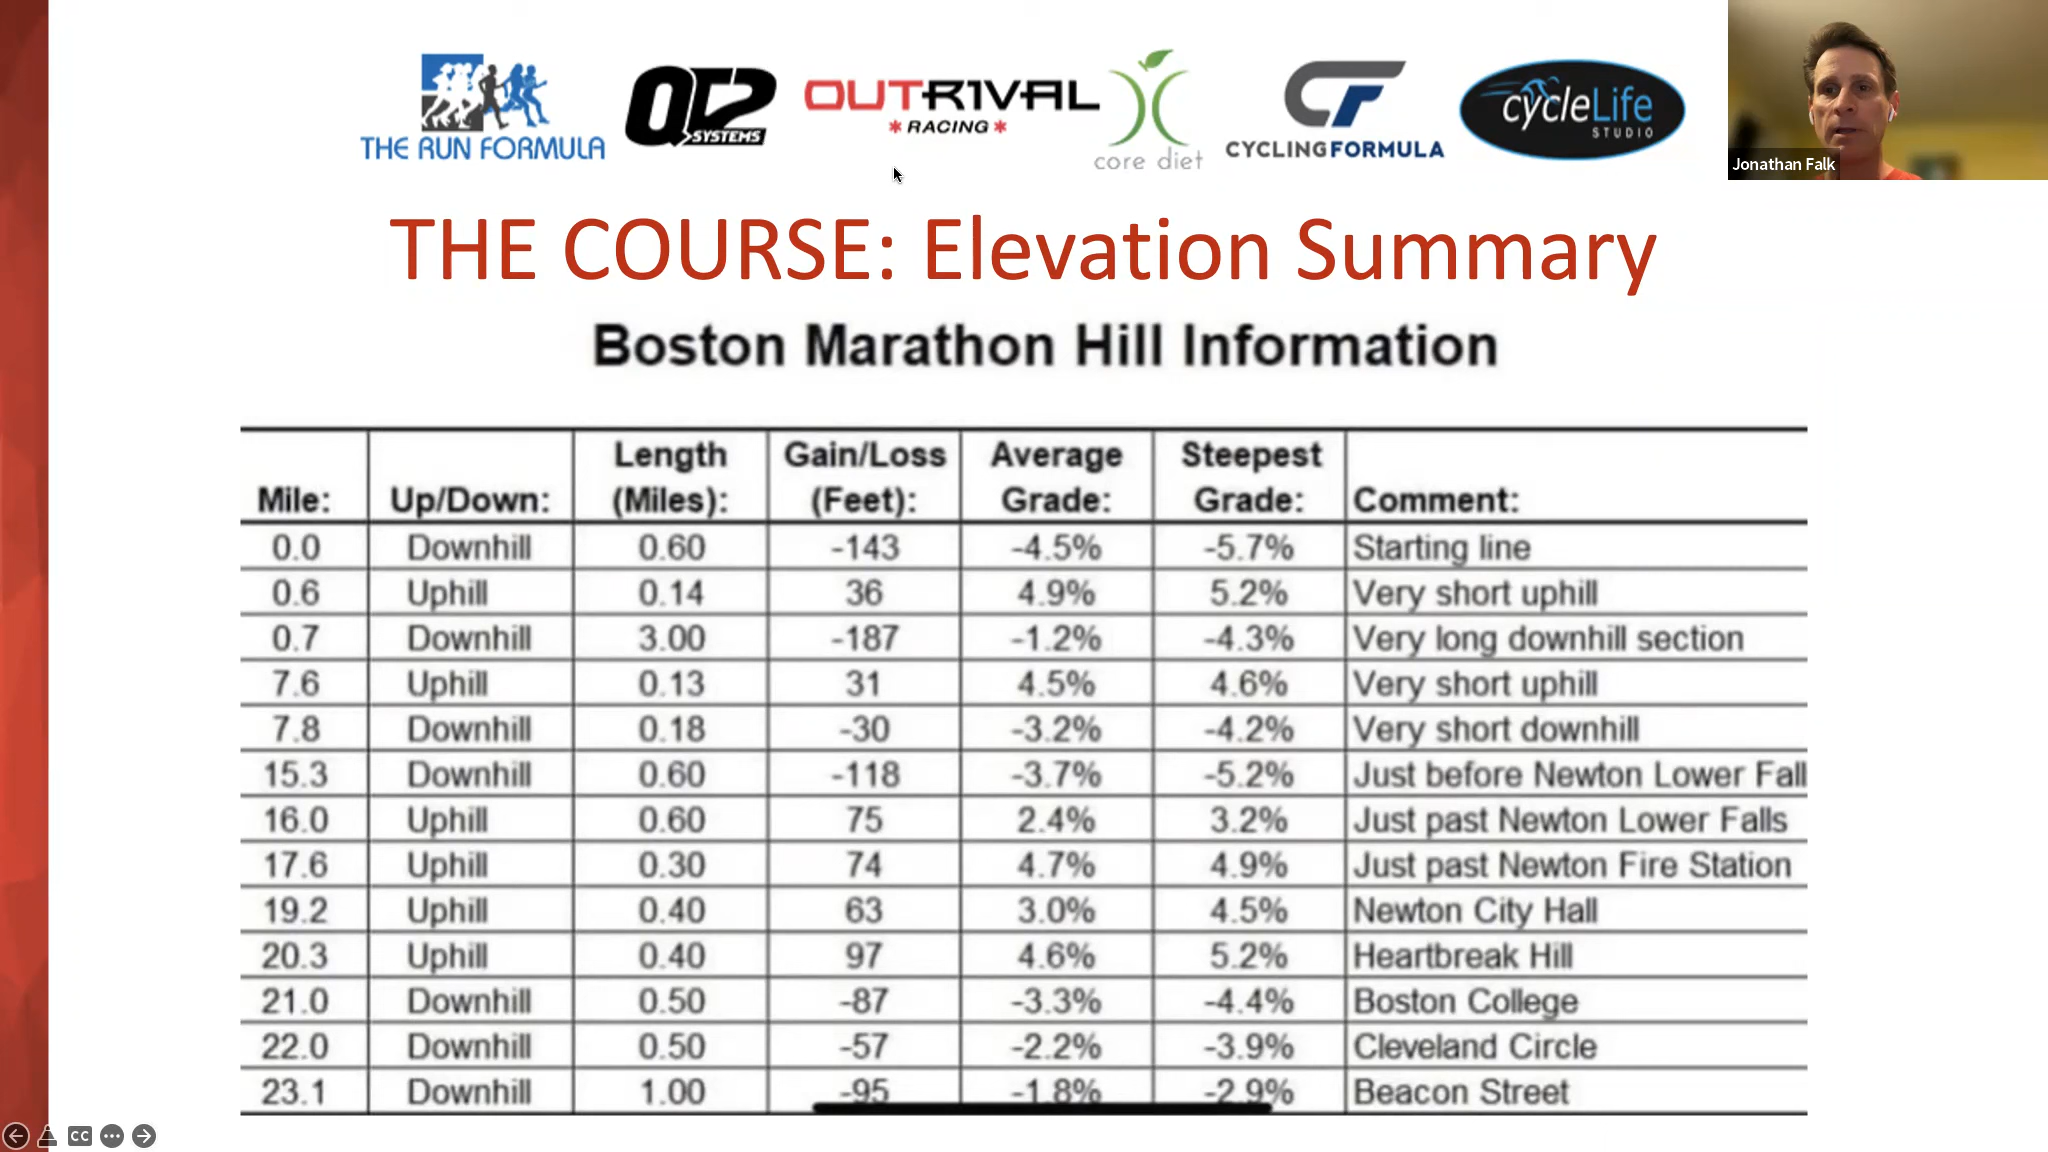 THE RUN FORMULA
QT2
SYSTEMS
OUTRIVAL
RACING
core diet
CYCLINGFORMULA
cycleLife
STUDIO
Jonathan Falk
THE COURSE: Elevation Summary
Boston Marathon Hill Information
Mile: Up/Down: Length (Miles): Gain/Loss (Feet): Average Grade: Steepest Grade: Comment:
0.0 Downhill 0.60 -143 -4.5% -5.7% Starting line
0.6 Uphill 0.14 36 4.9% 5.2% Very short uphill
0.7 Downhill 3.00 -187 -1.2% -4.3% Very long downhill section
7.6 Uphill 0.13 31 4.5% 4.6% Very short uphill
7.8 Downhill 0.18 -30 -3.2% -4.2% Very short downhill
15.3 Downhill 0.60 -118 -3.7% -5.2% Just before Newton Lower Fall
16.0 Uphill 0.60 75 2.4% 3.2% Just past Newton Lower Falls
17.6 Uphill 0.30 74 4.7% 4.9% Just past Newton Fire Station
19.2 Uphill 0.40 63 3.0% 4.5% Newton City Hall
20.3 Uphill 0.40 97 4.6% 5.2% Heartbreak Hill
21.0 Downhill 0.50 -87 -3.3% -4.4% Boston College
22.0 Downhill 0.50 -57 -2.2% -3.9% Cleveland Circle
23.1 Downhill 1.00 -95 -1.8% -2.9% Beacon Street
CC